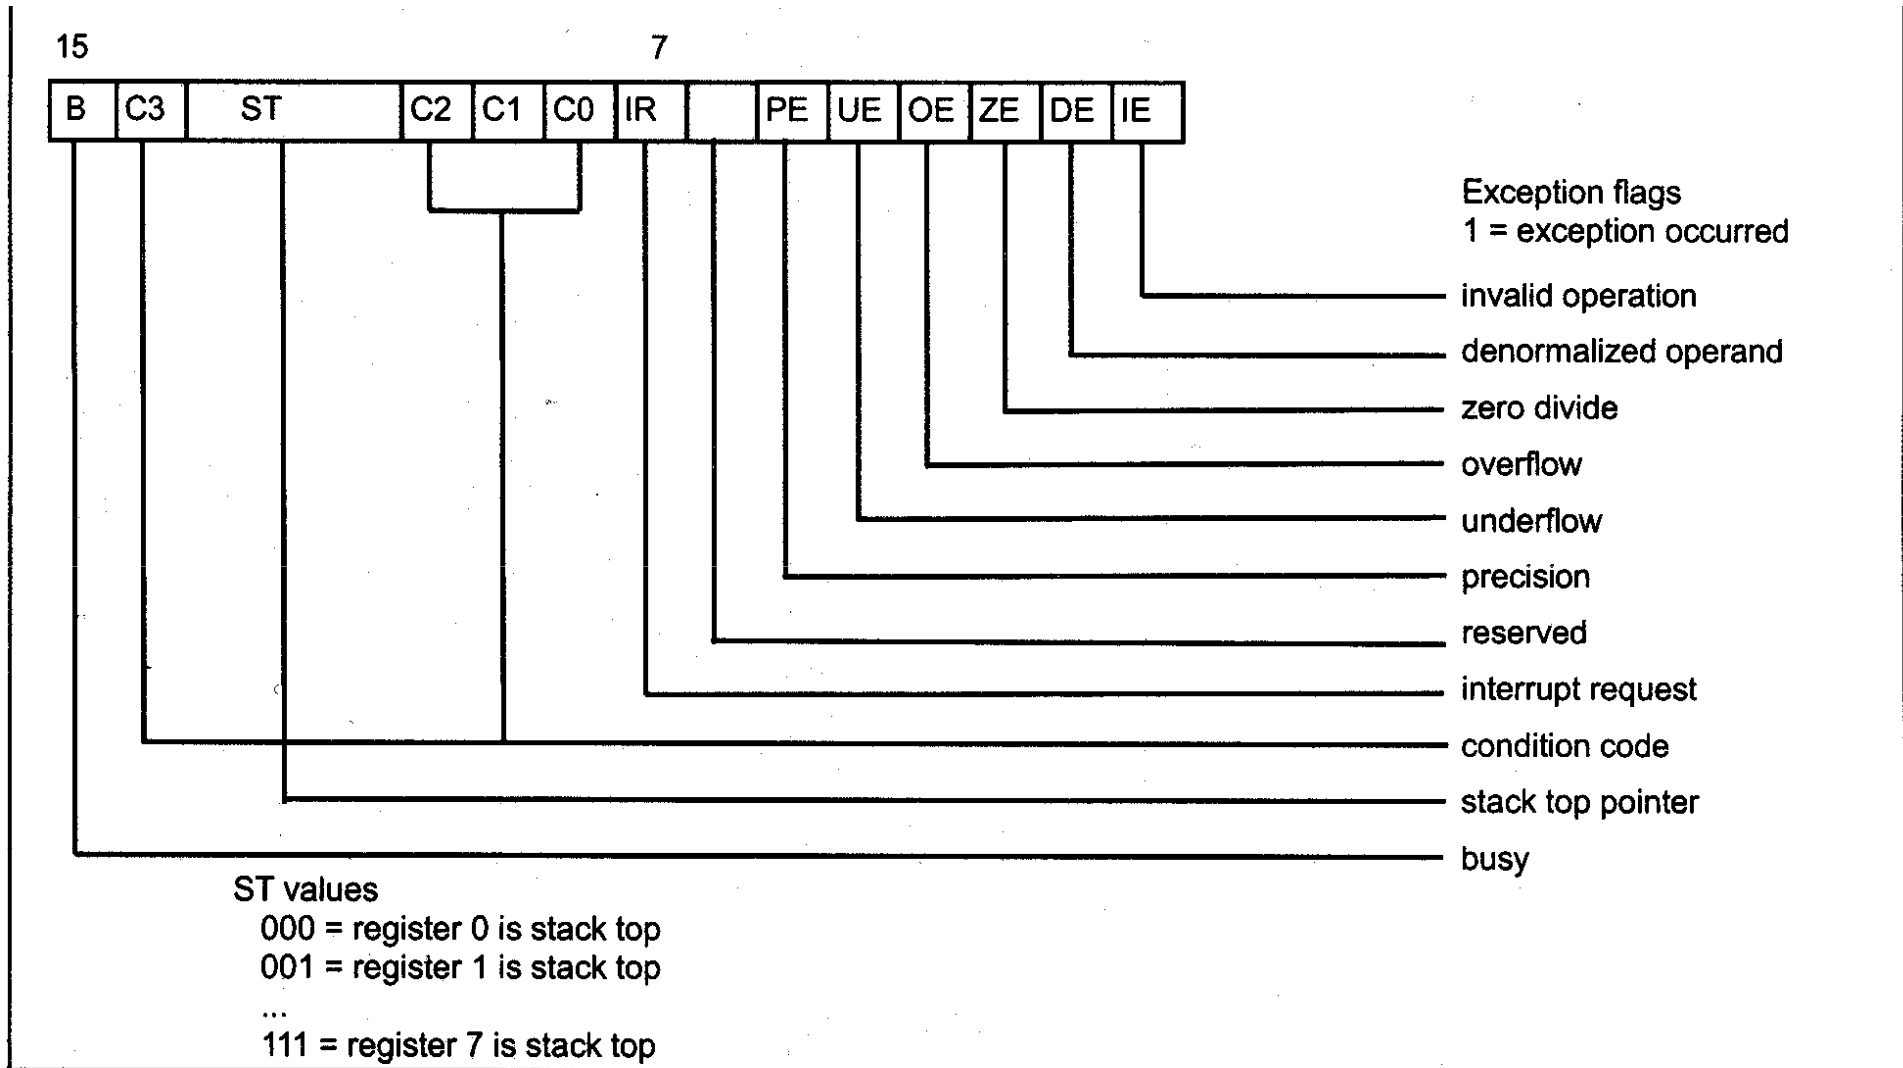 15 7
B C3 ST C2 C1 C0 IR PE UE OE ZE DE IE
Exception flags
1 = exception occurred
invalid operation
denormalized operand
zero divide
overflow
underflow
precision
reserved
interrupt request
condition code
stack top pointer
busy
ST values
000 = register 0 is stack top
001 = register 1 is stack top
...
111 = register 7 is stack top